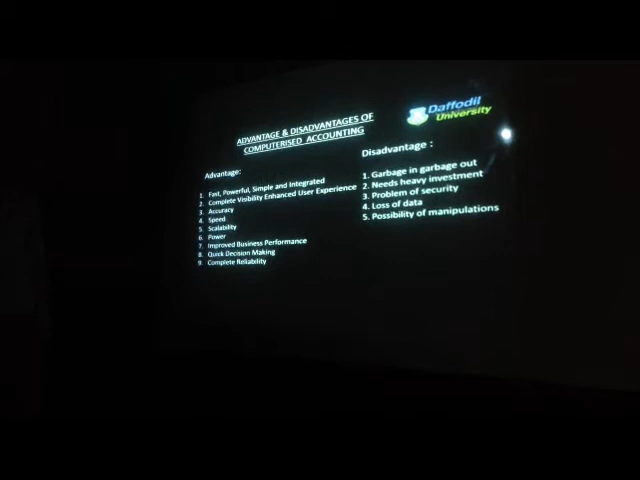 Daffodil
University
ADVANTAGE & DISADVANTAGES OF
COMPUTERISED ACCOUNTING
Advantage:
1. Fast, Powerful, Simple and Integrated
2. Complete Visibility Enhanced User Experience
3. Accuracy
4. Speed
5. Scalability
6. Power
7. Improved Business Performance
8. Quick Decision Making
9. Complete Reliability
Disadvantage :
1. Garbage in garbage out
2. Needs heavy investment
3. Problem of security
4. Loss of data
5. Possibility of manipulations